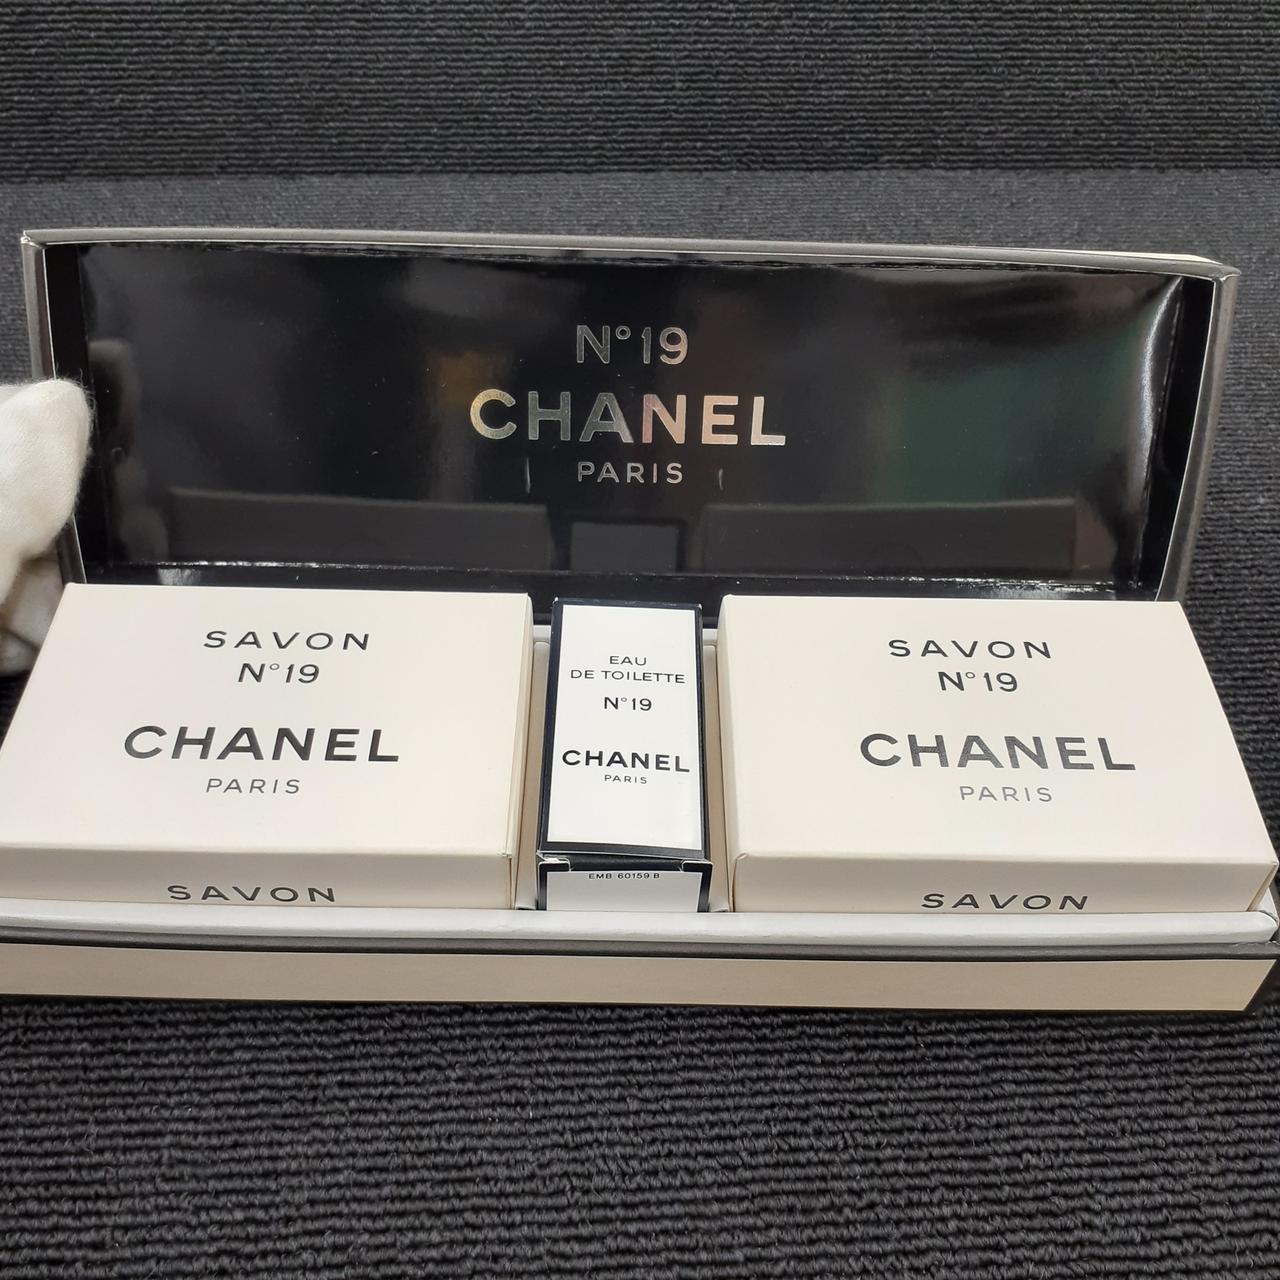 N°19
CHANEL
PARIS
SAVON
N°19
CHANEL
PARIS
SAVON
EAU
DE TOILETTE
N°19
CHANEL
PARIS
EMB 60159 B
SAVON
N°19
CHANEL
PARIS
SAVON